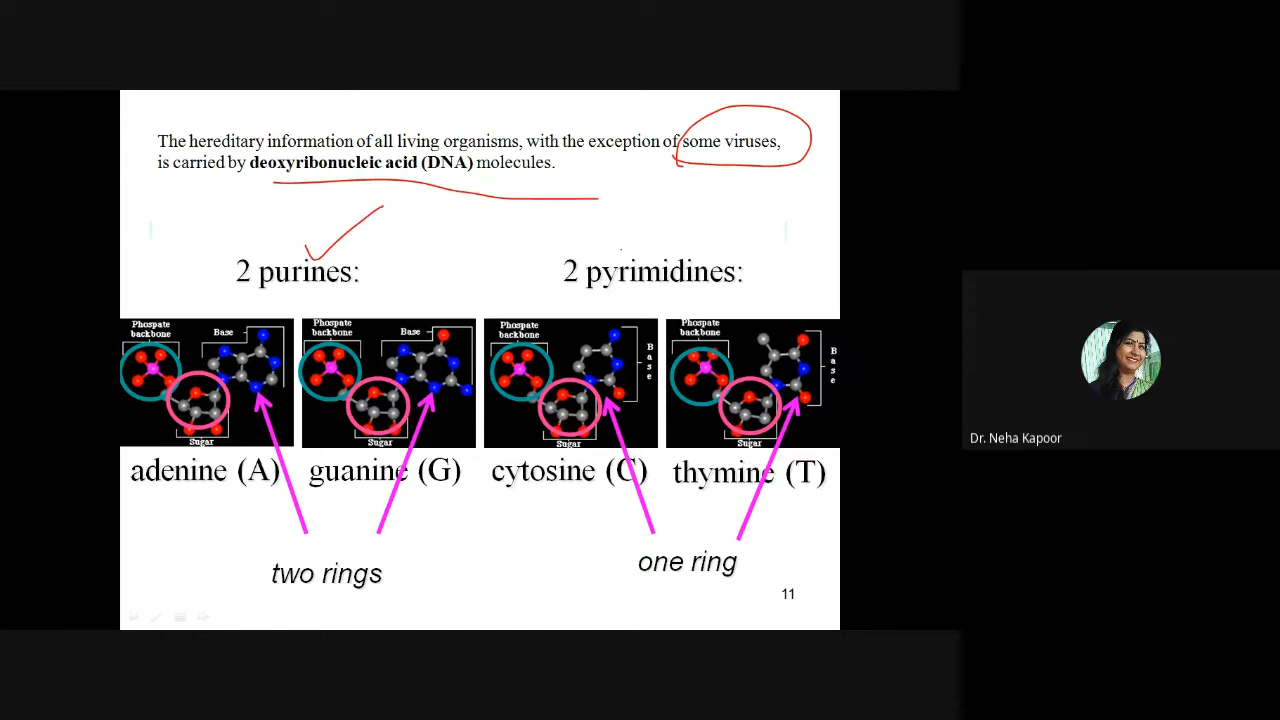 The hereditary information of all living organisms, with the exception of some viruses,
is carried by deoxyribonucleic acid (DNA) molecules.
2 purines:
2 pyrimidines:
Phospate
backbone
Base
Sugar
Phospate
backbone
Base
Sugar
Phospate
backbone
Base
Sugar
Phospate
backbone
Base
Sugar
adenine (A)
guanine (G)
cytosine (C)
thymine (T)
two rings
one ring
11
Dr. Neha Kapoor